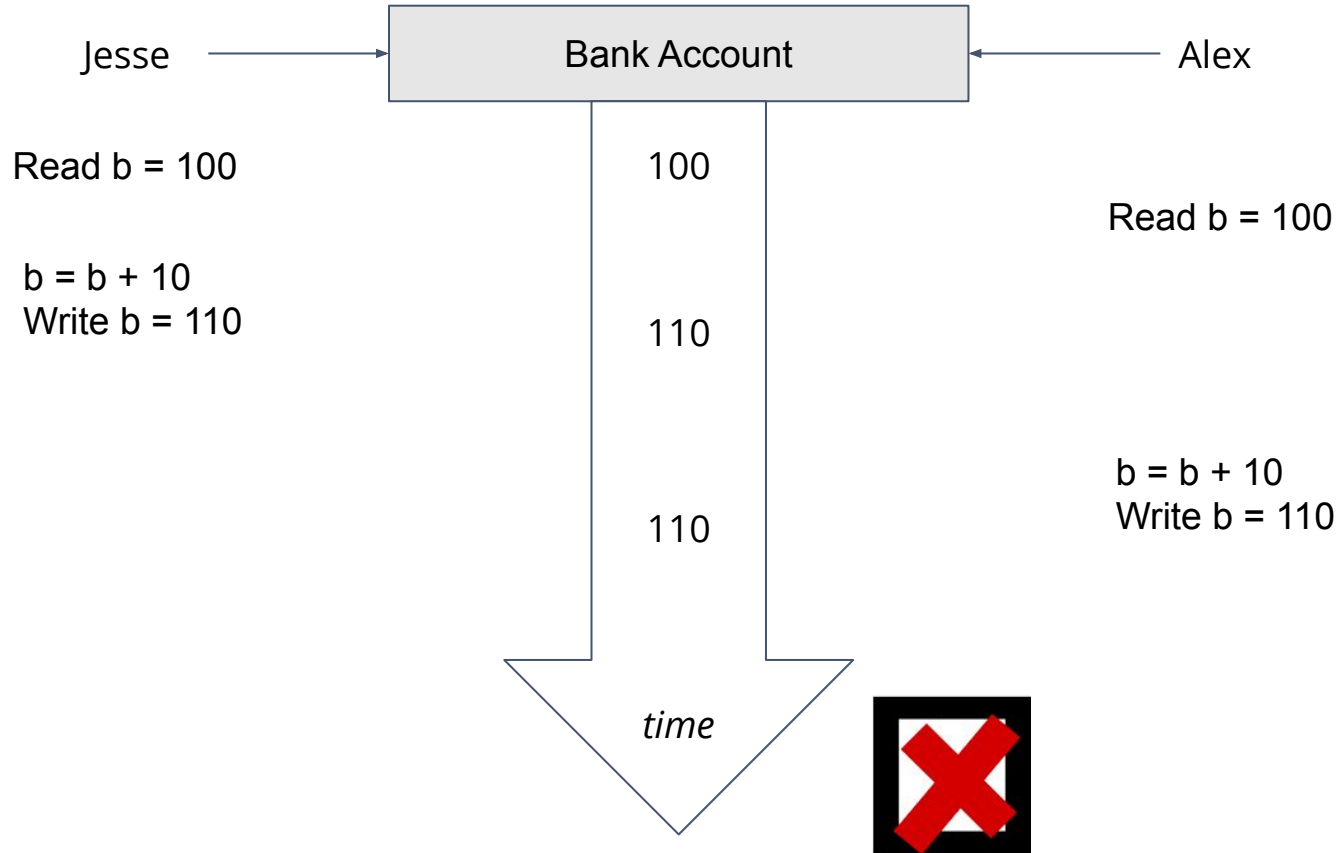 Jesse
Bank Account
Alex
Read b = 100
100
Read b = 100
b = b + 10
Write b = 110
110
b = b + 10
Write b = 110
110
time